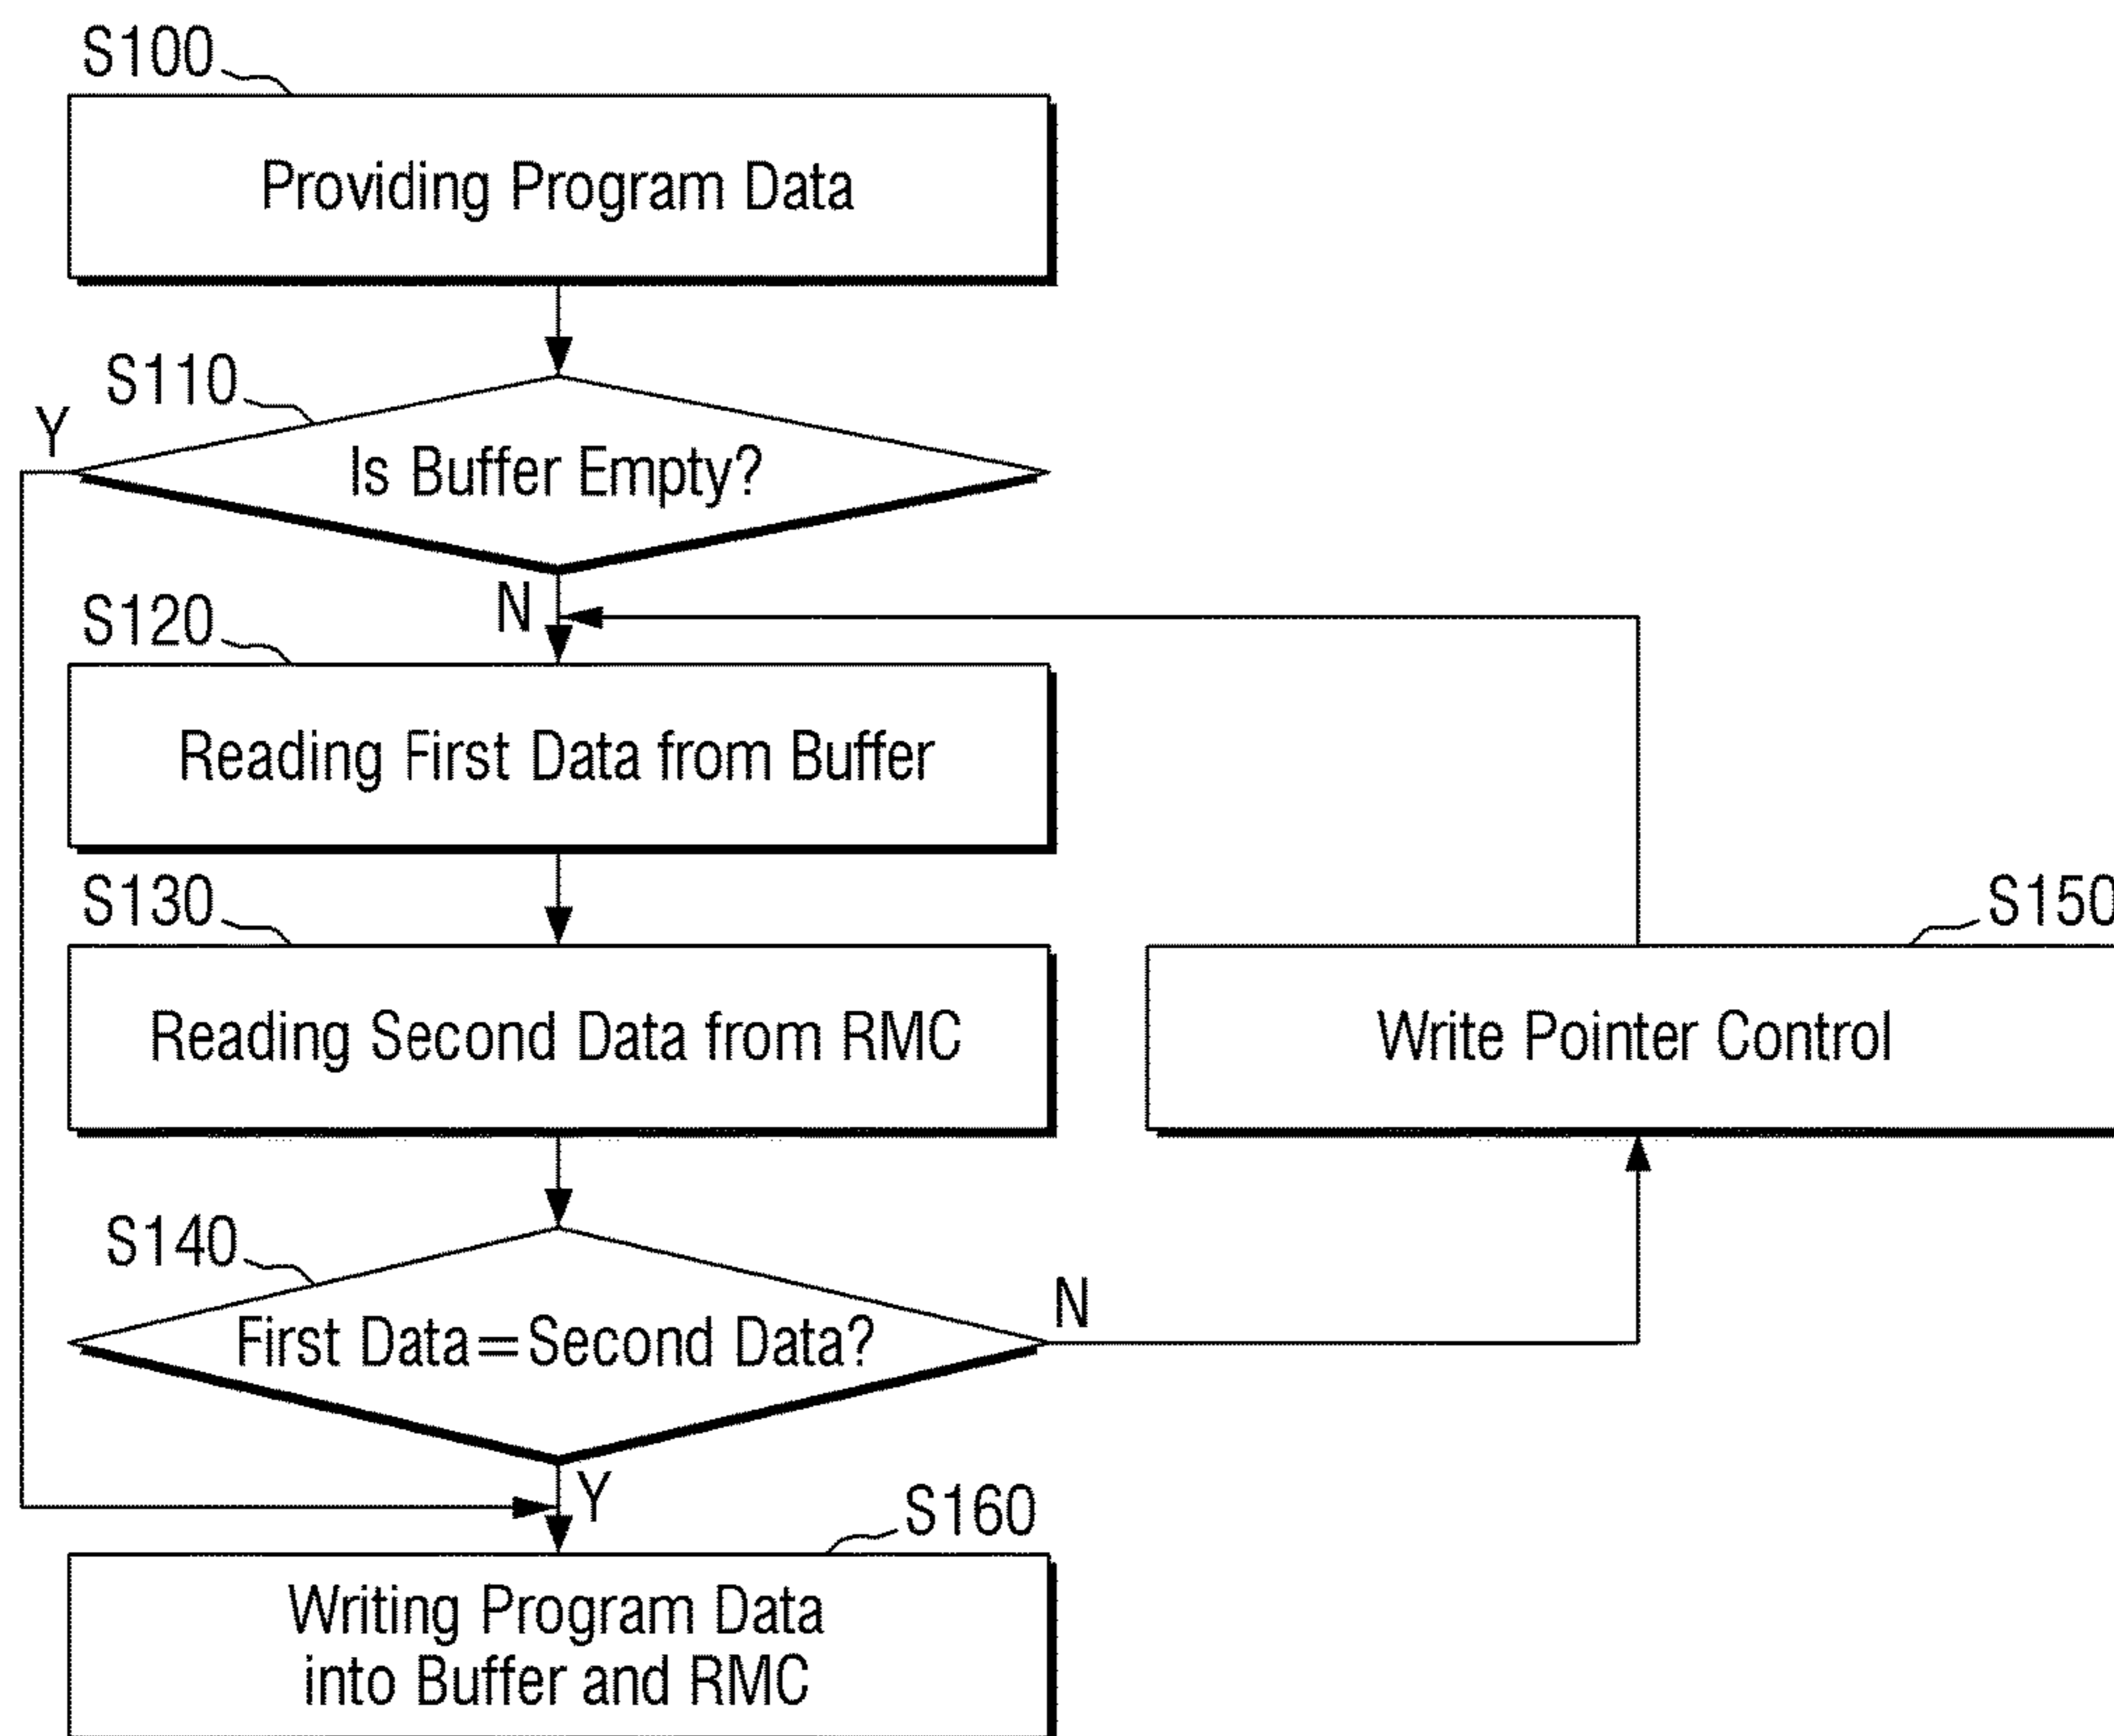 S100
Providing Program Data
S110
Y
Is Buffer Empty?
N
S120
Reading First Data from Buffer
S130
S150
Reading Second Data from RMC
Write Pointer Control
S140
First Data=Second Data?
N
Y
S160
Writing Program Data
into Buffer and RMC